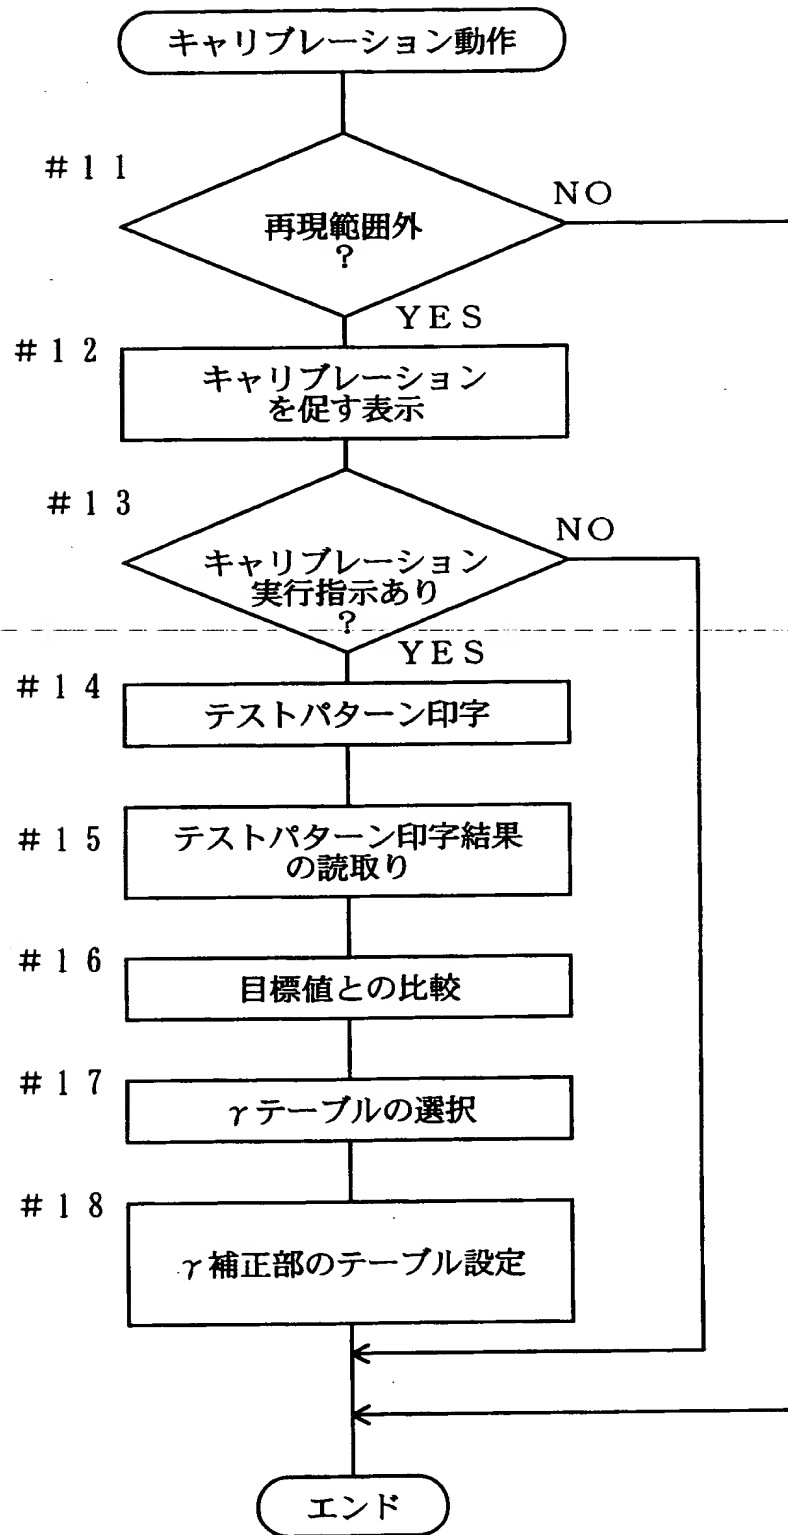 キャリブレーション動作
#11
NO
再現範囲外
?
YES
#12
キャリブレーション
を促す表示
#13
NO
キャリブレーション
実行指示あり
?
YES
#14
テストパターン印字
#15
テストパターン印字結果
の読取り
#16
目標値との比較
#17
γテーブルの選択
#18
γ補正部のテーブル設定
エンド